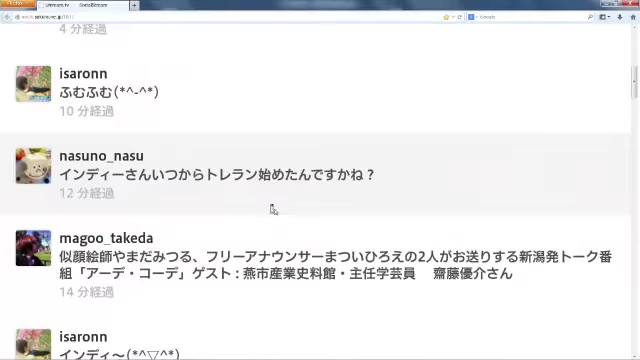 Firefox
Ustream.tv
SodaStream
Google
4 分経過
isaronn
ふむふむ(*^-^*)
10 分経過
nasuno_nasu
インディーさんいつからトレラン始めたんですかね？
12 分経過
magoo_takeda
似顔絵師やまだみつる、フリーアナウンサーまついひろえの2人がお送りする新潟発トーク番
組「アーデ・コーデ」ゲスト : 燕市産業史料館・主任学芸員　齋藤優介さん
14 分経過
isaronn
インディ〜(*^▽^*)